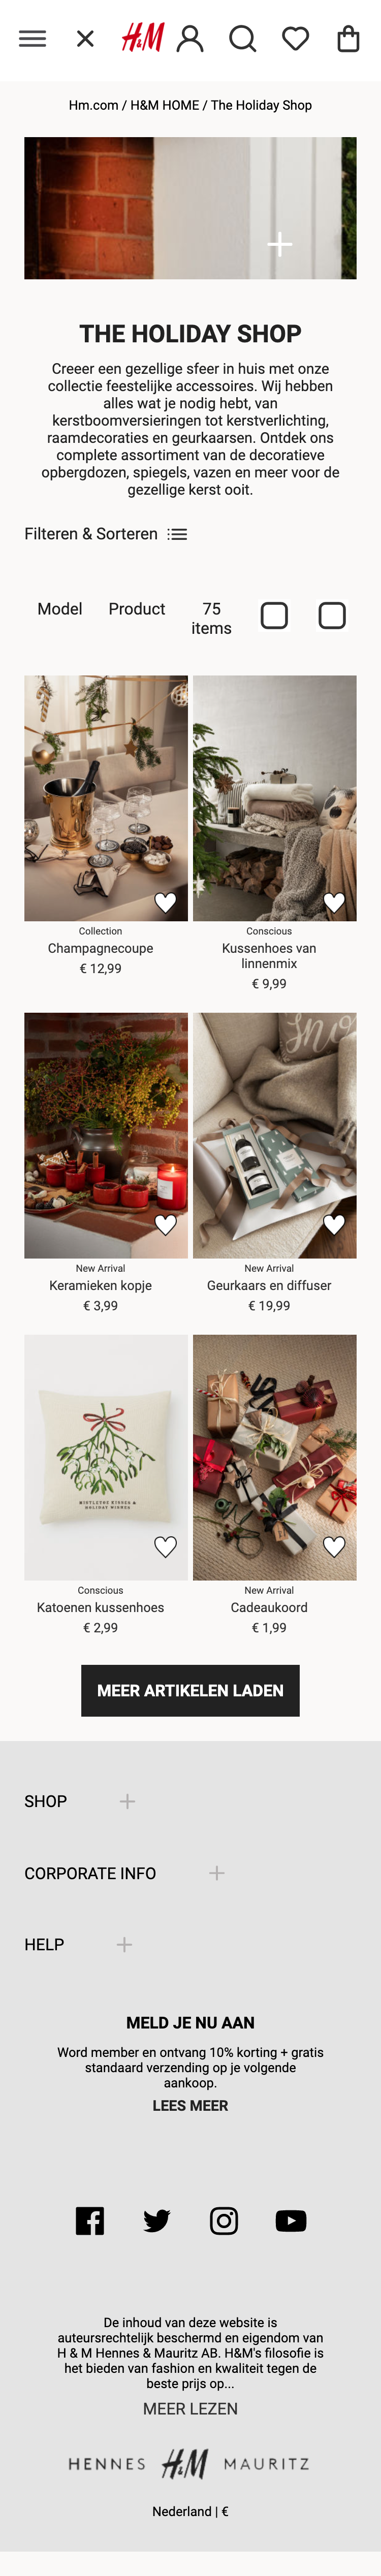 H&M
Hm.com / H&M HOME / The Holiday Shop
THE HOLIDAY SHOP
Creeer een gezellige sfeer in huis met onze
collectie feestelijke accessoires. Wij hebben
alles wat je nodig hebt, van
kerstboomversieringen tot kerstverlichting,
raamdecoraties en geurkaarsen. Ontdek ons
complete assortiment van de decoratieve
opbergdozen, spiegels, vazen en meer voor de
gezellige kerst ooit.
Filteren & Sorteren
Model Product 75
items
Collection
Champagnecoupe
€ 12,99
Conscious
Kussenhoes van
linnenmix
€ 9,99
New Arrival
Keramieken kopje
€ 3,99
New Arrival
Geurkaars en diffuser
€ 19,99
MISTLETOE KISSES &
HOLIDAY WISHES
Conscious
Katoenen kussenhoes
€ 2,99
New Arrival
Cadeaukoord
€ 1,99
MEER ARTIKELEN LADEN
SHOP
CORPORATE INFO
HELP
MELD JE NU AAN
Word member en ontvang 10% korting + gratis
standaard verzending op je volgende
aankoop.
LEES MEER
De inhoud van deze website is
auteursrechtelijk beschermd en eigendom van
H & M Hennes & Mauritz AB. H&M's filosofie is
het bieden van fashion en kwaliteit tegen de
beste prijs op...
MEER LEZEN
HENNES H&M MAURITZ
Nederland | €